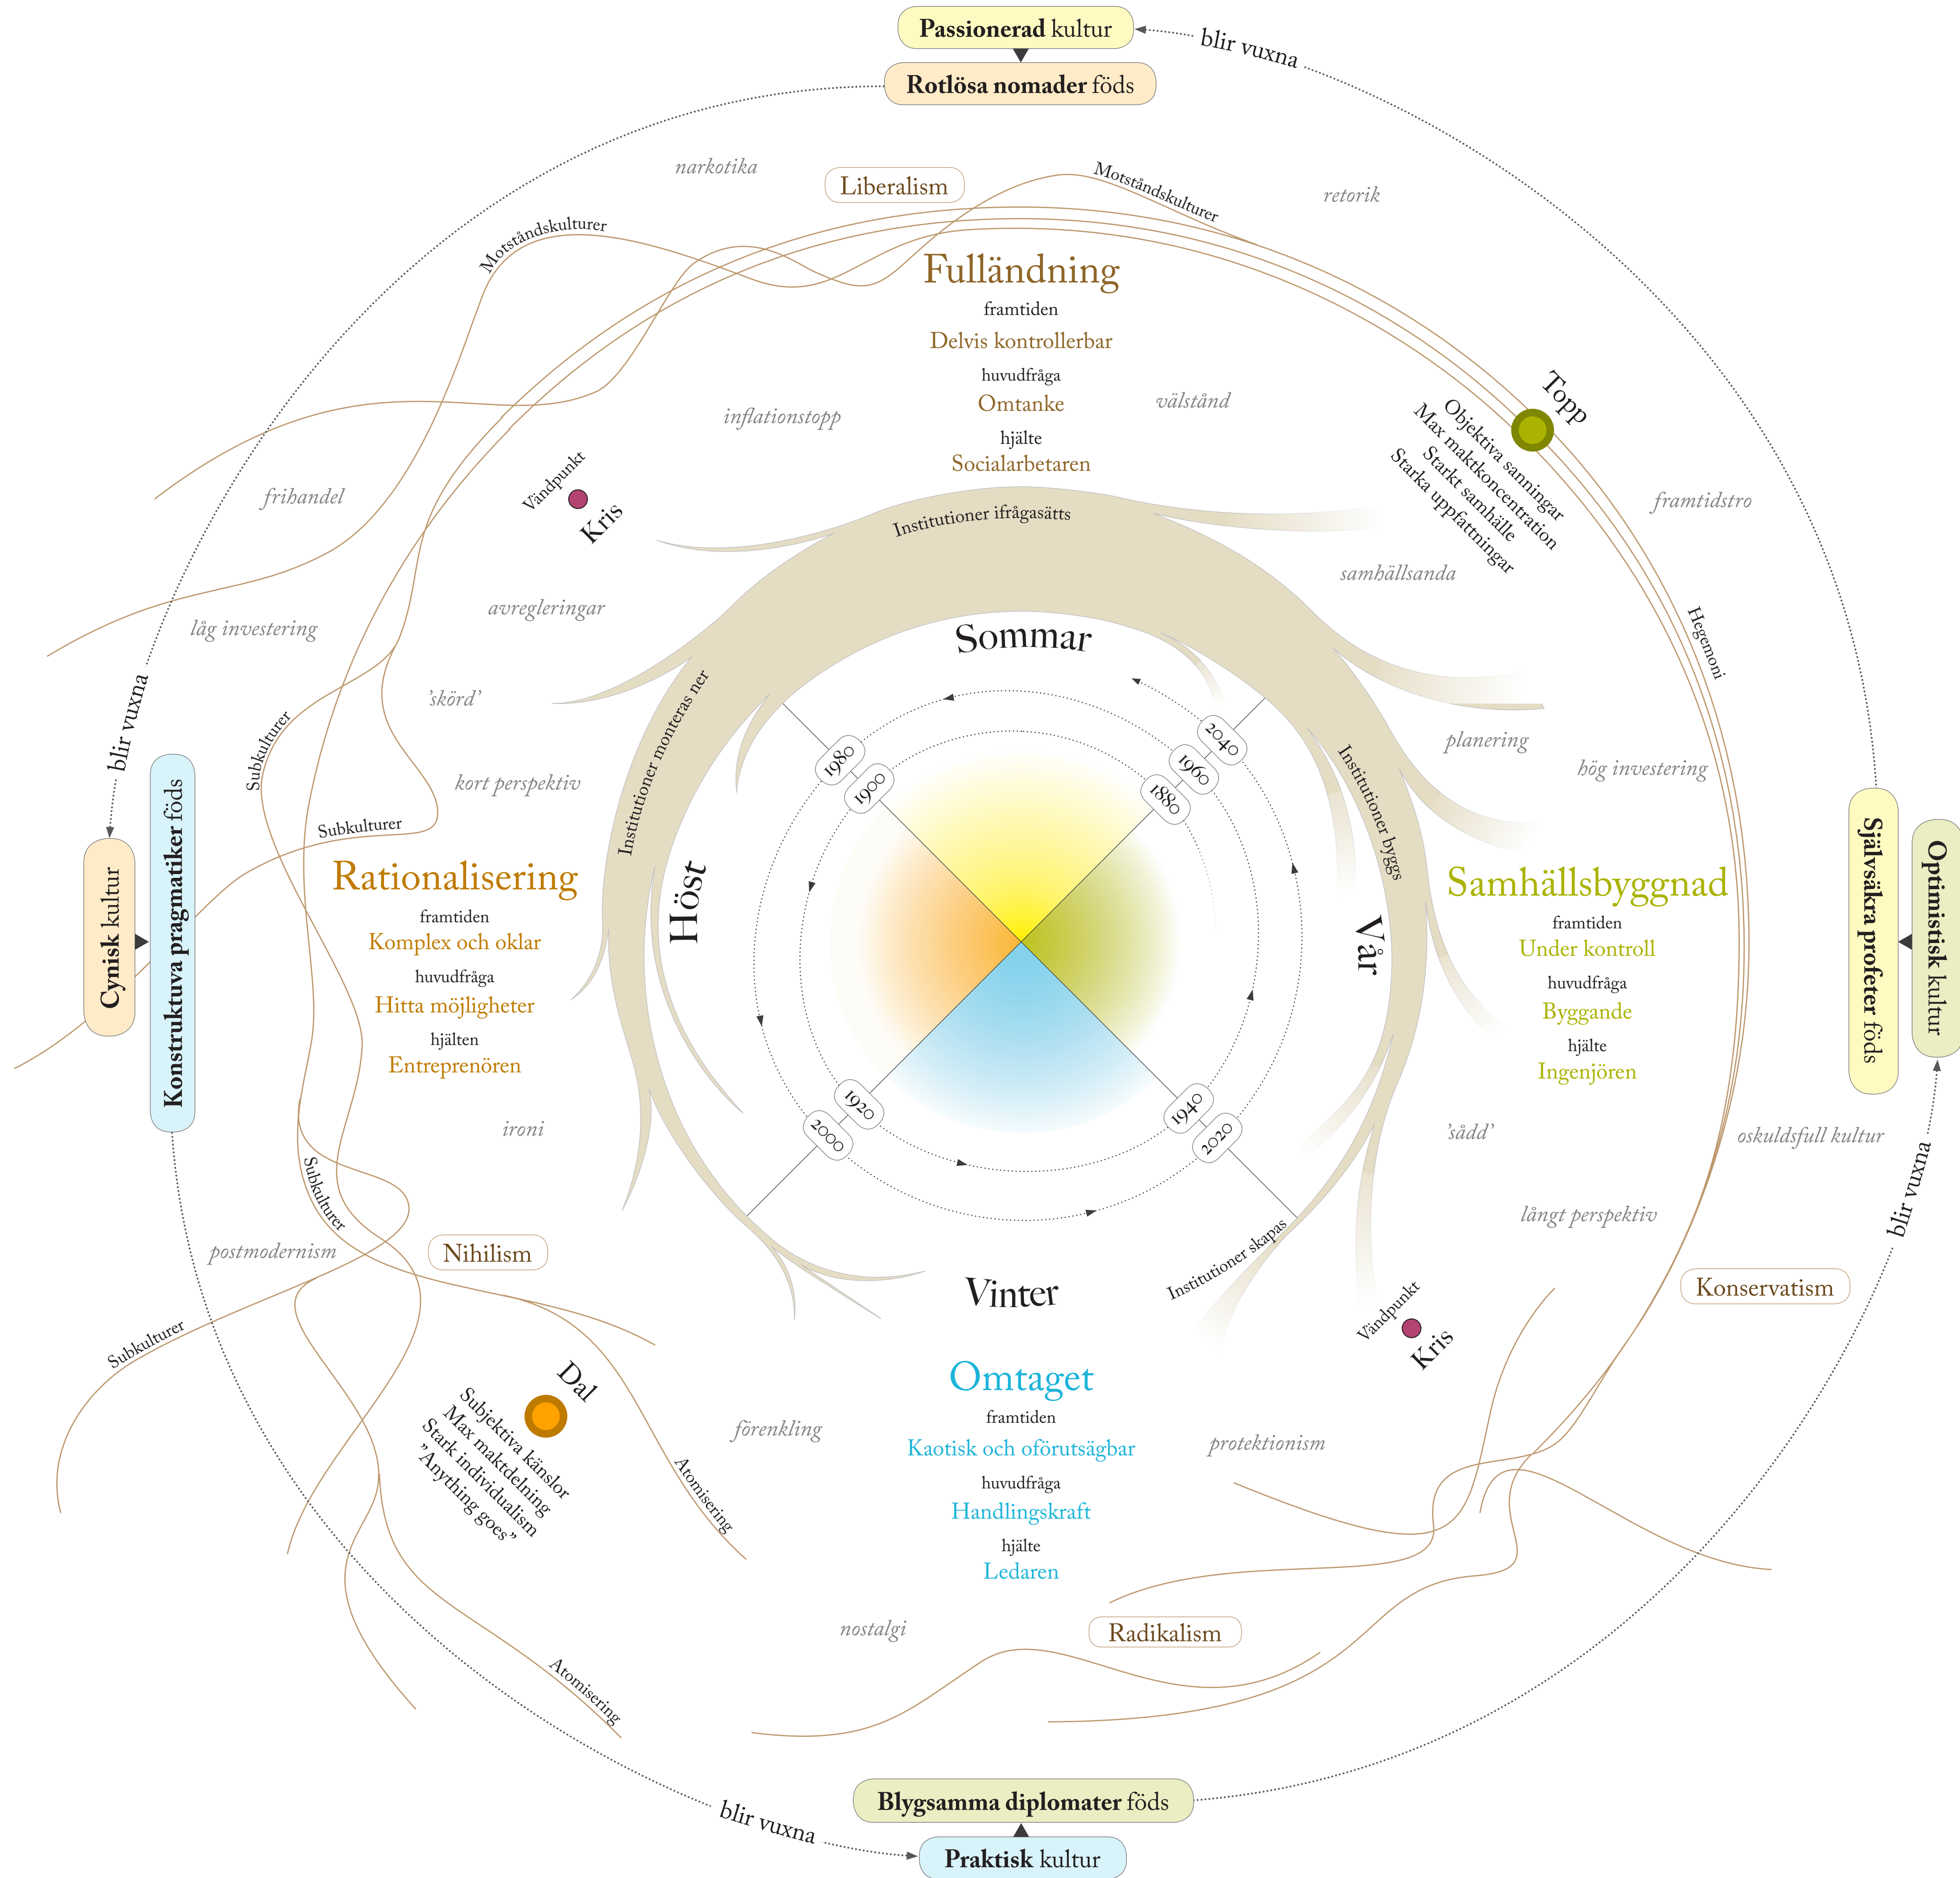 Passionerad kultur
blir vuxna
Rotlösa nomader föds
narkotika
Liberalism
Motståndskulturer
retorik
Motståndskulturer
Fulländning
framtiden
Delvis kontrollerbar
huvudfråga
Omtanke
hjälte
Socialarbetaren
inflationstopp
välstånd
Topp
Objektiva sanningar
Max maktkoncentration
Starkt samhälle
Starka uppfattningar
frihandel
Vändpunkt
Kris
framtidstro
Institutioner ifrågasätts
samhällsanda
avregleringar
låg investering
Sommar
Hegemoni
blir vuxna
'skörd'
Institutioner monteras ner
Subkulturer
kort perspektiv
Subkulturer
1980
1900
2040
1960
1880
Institutioner byggs
planering
hög investering
Cynisk kultur
Konstruktuva pragmatiker föds
Rationalisering
framtiden
Komplex och oklar
huvudfråga
Hitta möjligheter
hjälten
Entreprenören
Höst
Vår
Samhällsbyggnad
framtiden
Under kontroll
huvudfråga
Byggande
hjälte
Ingenjören
Självsäkra profeter föds
Optimistisk kultur
ironi
1920
2000
1940
2020
'sådd'
oskuldsfull kultur
blir vuxna
Subkulturer
postmodernism
Nihilism
långt perspektiv
Institutioner skapas
Vinter
Konservatism
Vändpunkt
Kris
Subkulturer
Dal
Subjektiva känslor
Max maktdelning
Stark individualism
”Anything goes”
Omtaget
framtiden
Kaotisk och oförutsägbar
huvudfråga
Handlingskraft
hjälte
Ledaren
förenkling
protektionism
Atomisering
nostalgi
Radikalism
Atomisering
Blygsamma diplomater föds
blir vuxna
Praktisk kultur